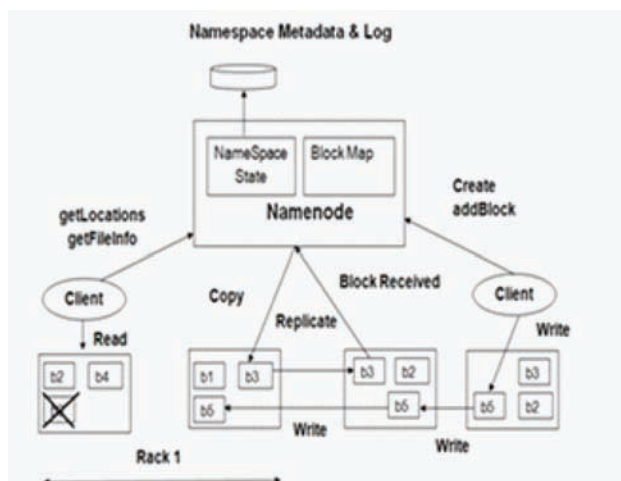 Namespace Metadata & Log
NameSpace
State
Block Map
Namenode
getLocations
getFileInfo
Create
addBlock
Client
Client
Copy
Block Received
Replicate
Read
Write
b2
b4
b1
b3
b5
b3
b2
b5
b3
b5
b2
Write
Write
Rack 1